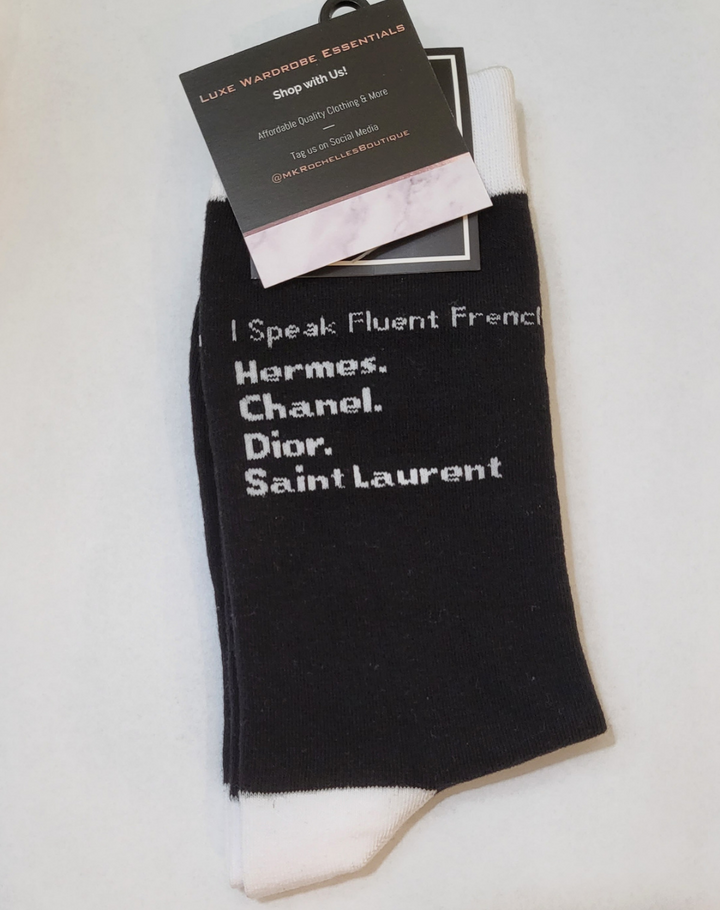 LUXE WARDROBE ESSENTIALS
Shop with Us!
Affordable Quality Clothing & More
Tag us on Social Media
@MKROCHELLESBOUTIQUE
I Speak Fluent French
Hermes.
Chanel.
Dior.
Saint Laurent